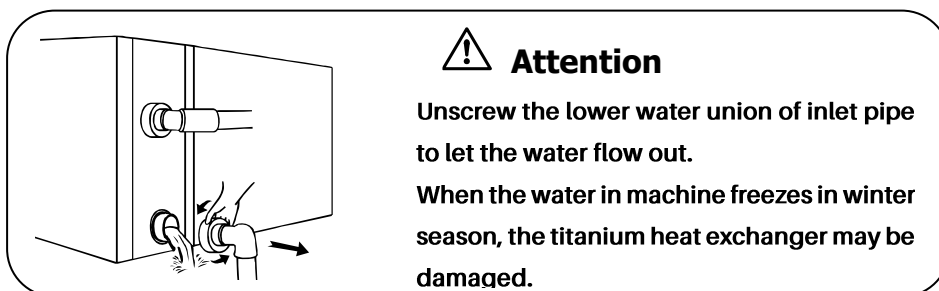 Attention
Unscrew the lower water union of inlet pipe
to let the water flow out.
When the water in machine freezes in winter
season, the titanium heat exchanger may be
damaged.